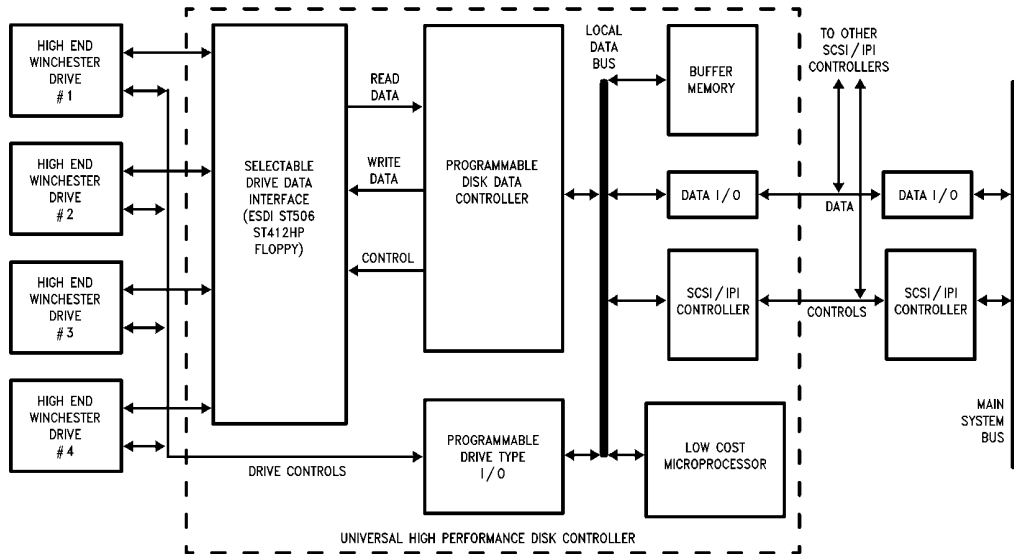 HIGH END
WINCHESTER
DRIVE
#1
HIGH END
WINCHESTER
DRIVE
#2
HIGH END
WINCHESTER
DRIVE
#3
HIGH END
WINCHESTER
DRIVE
#4
SELECTABLE
DRIVE DATA
INTERFACE
(ESDI ST506
ST412HP
FLOPPY)
READ
DATA
WRITE
DATA
CONTROL
PROGRAMMABLE
DISK DATA
CONTROLLER
DRIVE CONTROLS
PROGRAMMABLE
DRIVE TYPE
I/O
LOCAL
DATA
BUS
BUFFER
MEMORY
DATA I/O
SCSI/IPI
CONTROLLER
LOW COST
MICROPROCESSOR
UNIVERSAL HIGH PERFORMANCE DISK CONTROLLER
TO OTHER
SCSI/IPI
CONTROLLERS
DATA
CONTROLS
DATA I/O
SCSI/IPI
CONTROLLER
MAIN
SYSTEM
BUS